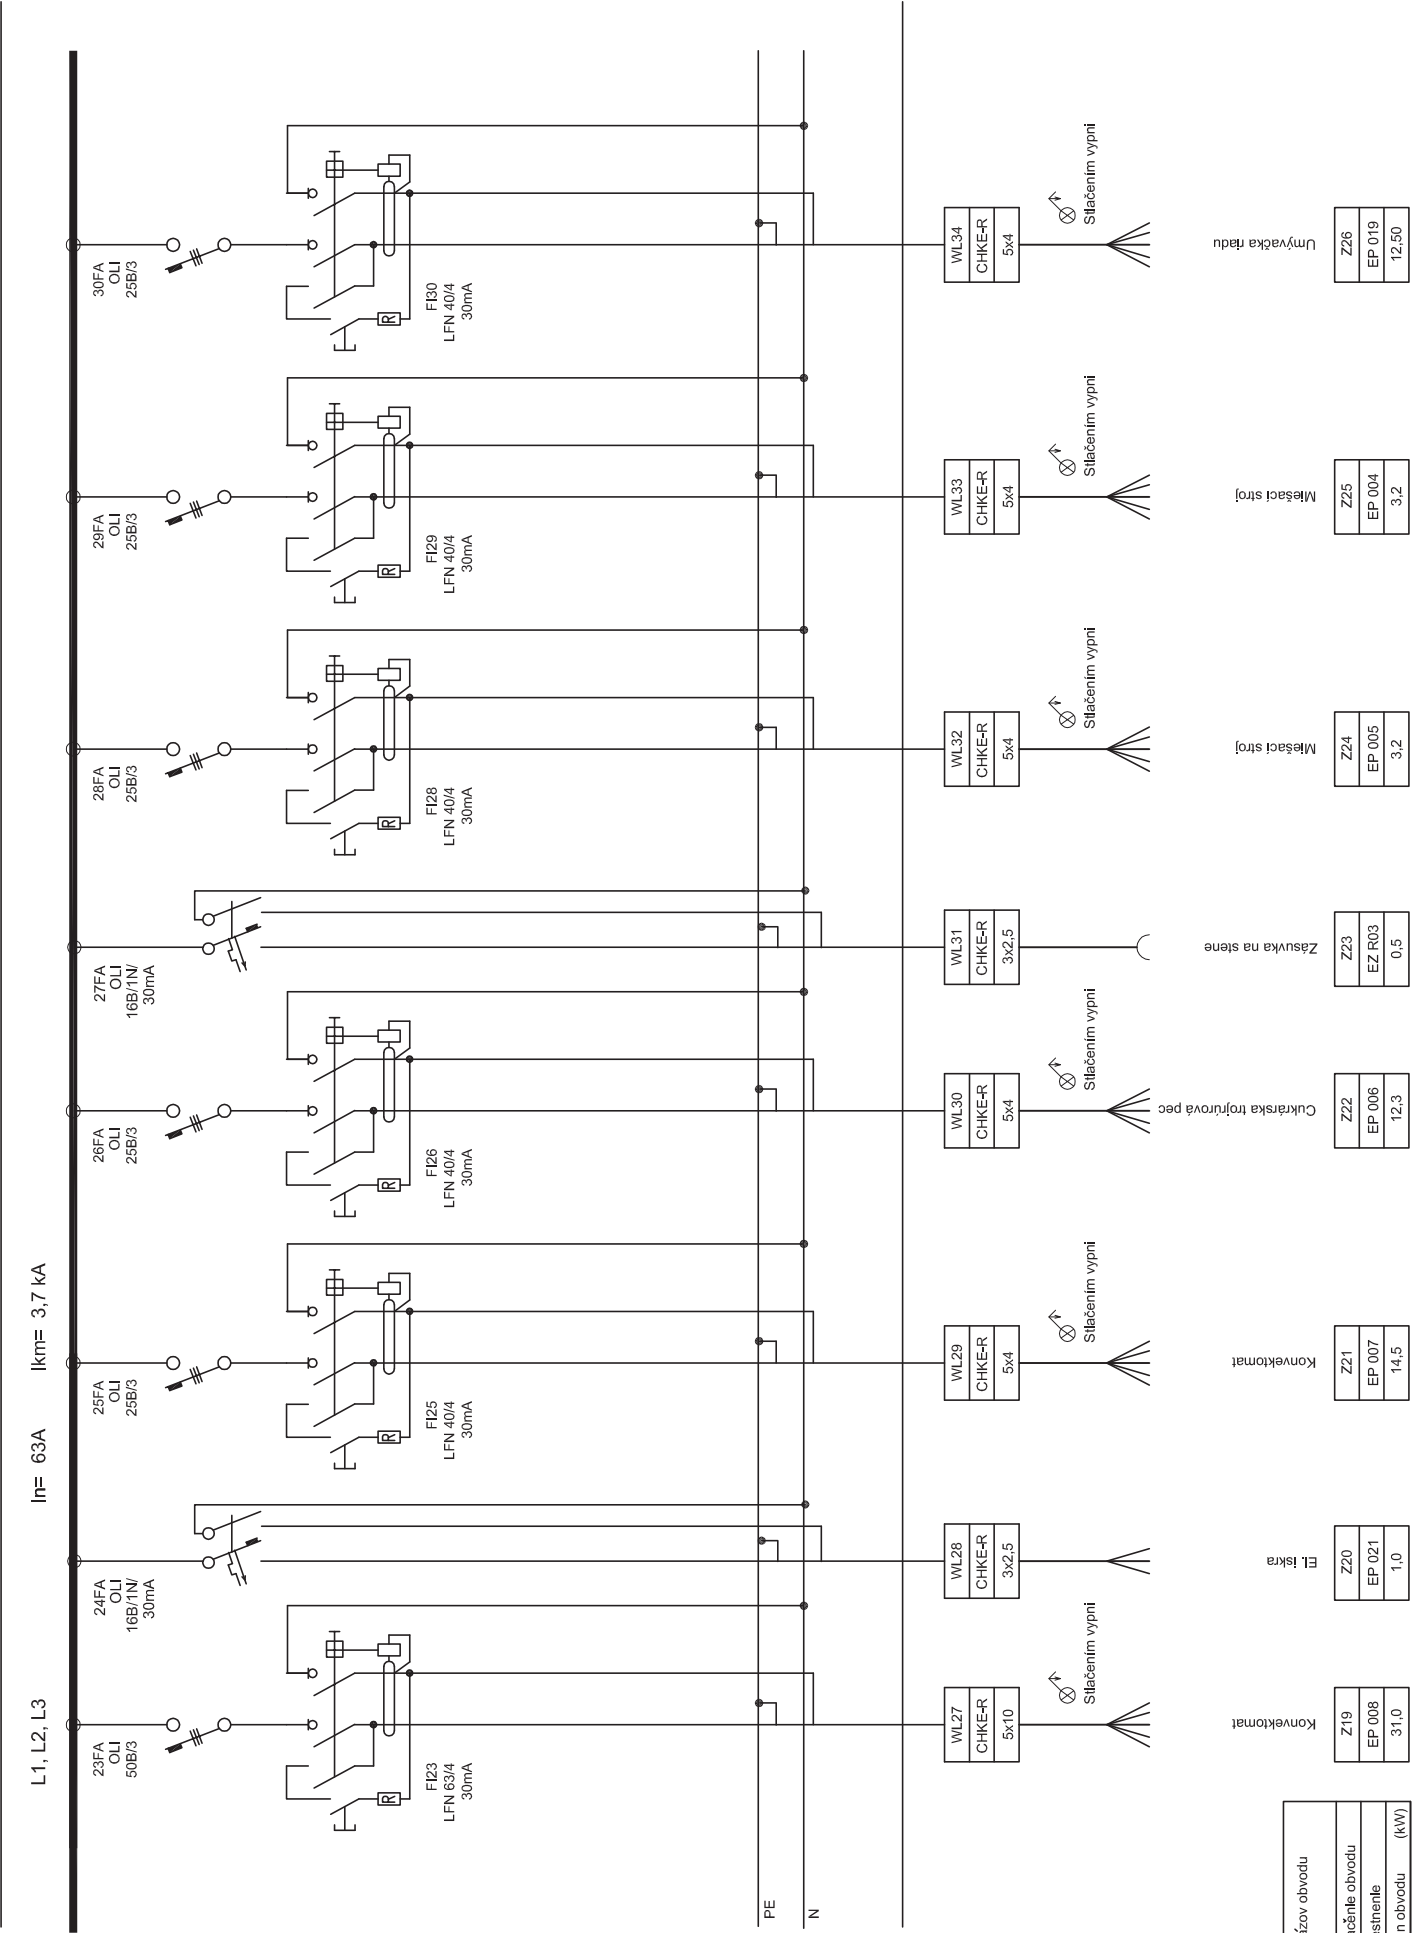 L1, L2, L3 In= 63A Ikm= 3,7 kA
23FA
OLI
50B/3
24FA
OLI
16B/1N/
30mA
25FA
OLI
25B/3
26FA
OLI
25B/3
27FA
OLI
16B/1N/
30mA
28FA
OLI
25B/3
29FA
OLI
25B/3
30FA
OLI
25B/3
R
R
R
R
R
R
FI23
LFN 63/4
30mA
FI25
LFN 40/4
30mA
FI26
LFN 40/4
30mA
FI28
LFN 40/4
30mA
FI29
LFN 40/4
30mA
FI30
LFN 40/4
30mA
PE
N
WL27
CHKE-R
5x10
WL28
CHKE-R
3x2,5
WL29
CHKE-R
5x4
WL30
CHKE-R
5x4
WL31
CHKE-R
3x2,5
WL32
CHKE-R
5x4
WL33
CHKE-R
5x4
WL34
CHKE-R
5x4
Stlačením vypni
Stlačením vypni
Stlačením vypni
Stlačením vypni
Stlačením vypni
Stlačením vypni
ázov obvodu
Konvektomat
El. iskra
Konvektomat
Cukrárska trojrúrová pec
Zásuvka na stene
Miešací stroj
Miešací stroj
Umývačka riadu
ačenie obvodu
estnenie
n obvodu (kW)
Z19
EP 008
31,0
Z20
EP 021
1,0
Z21
EP 007
14,5
Z22
EP 006
12,3
Z23
EZ R03
0,5
Z24
EP 005
3,2
Z25
EP 004
3,2
Z26
EP 019
12,50